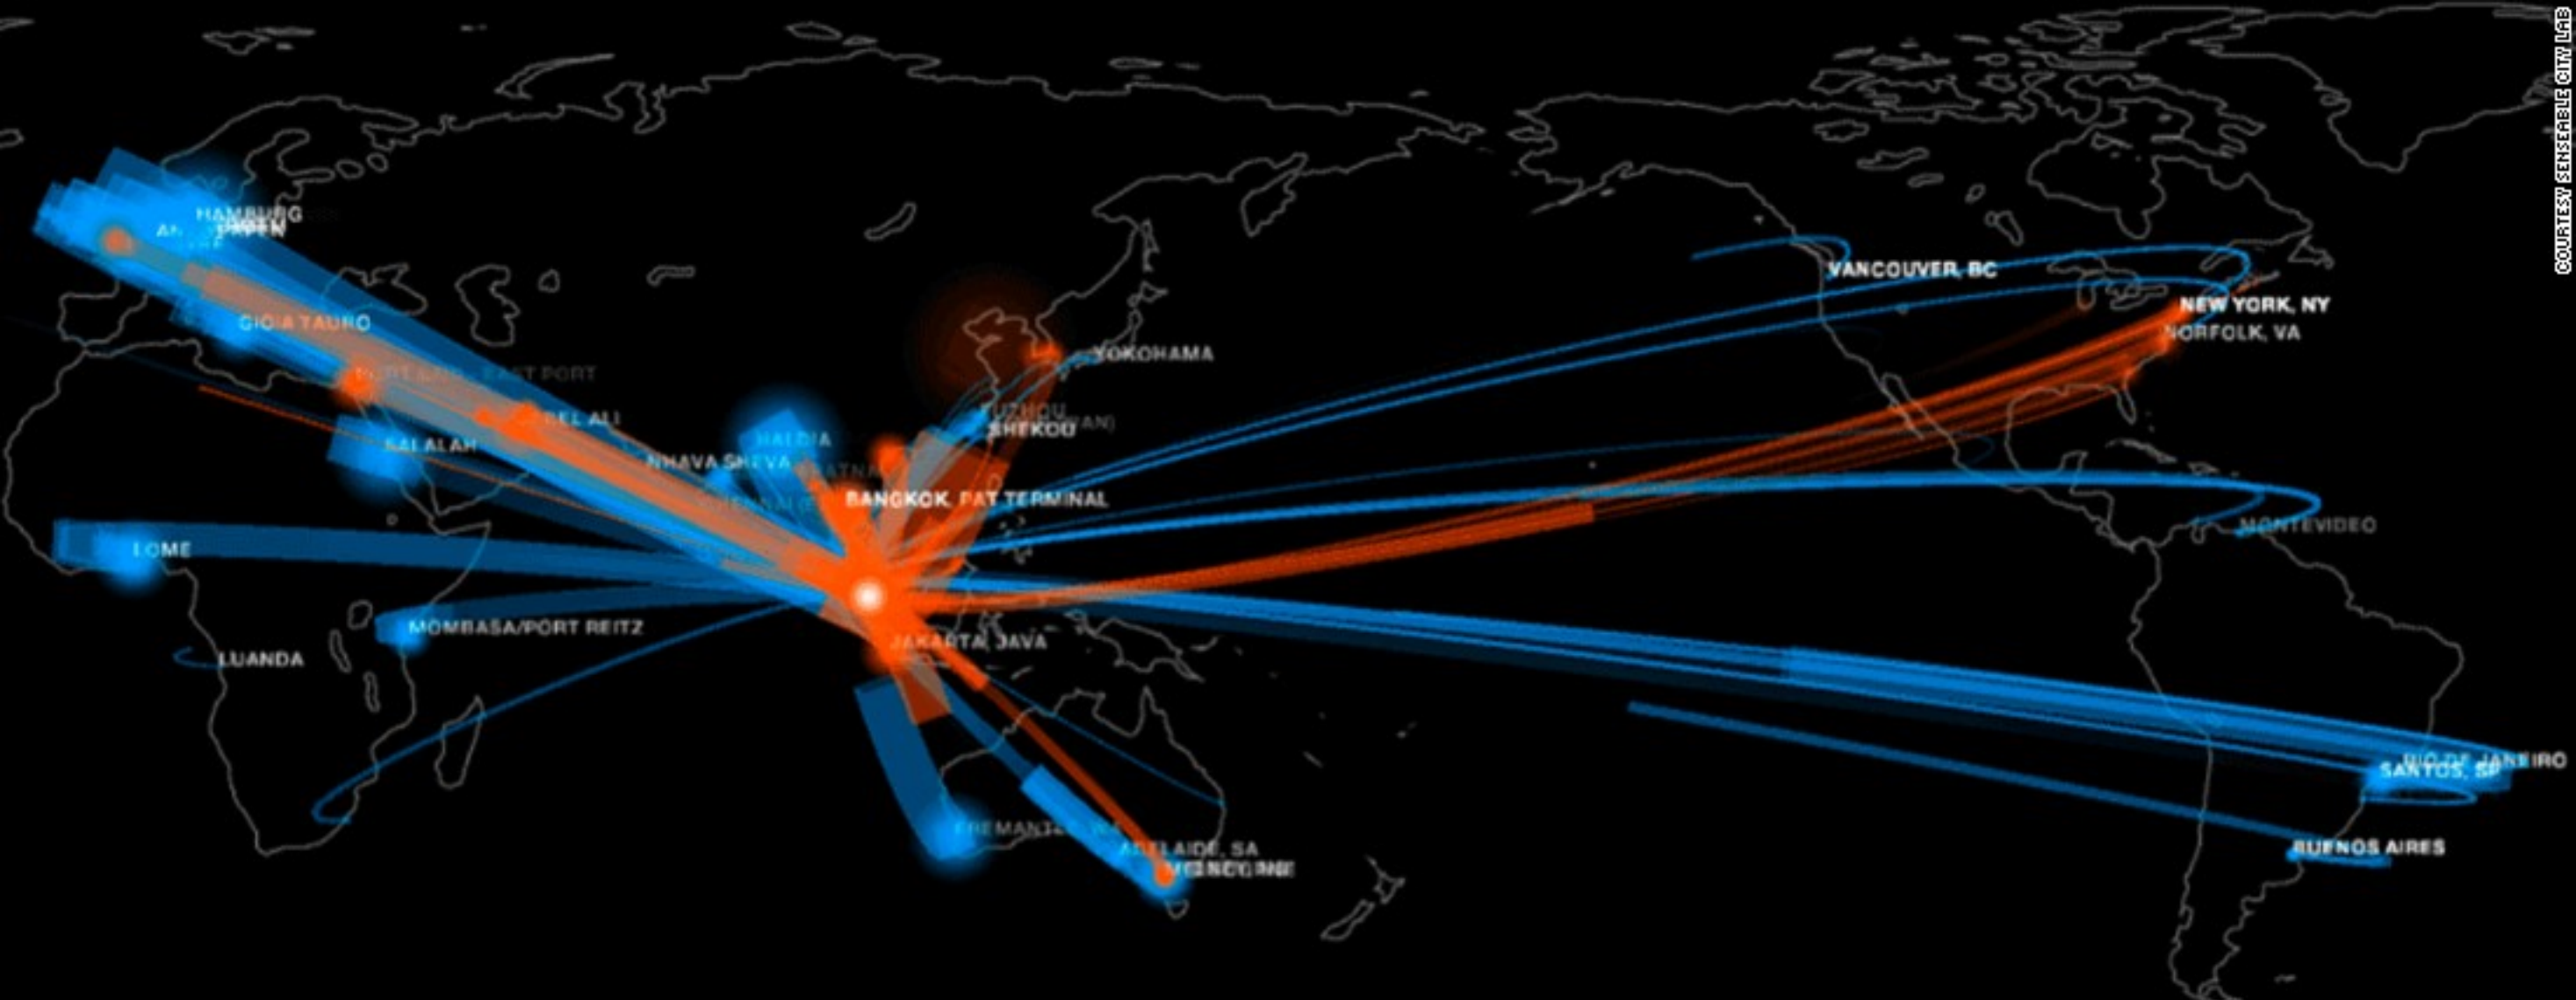 COURTESY SENSEABLE CITY LAB
HAMBURG
VANCOUVER, BC
NEW YORK, NY
GIOIA TAURO
NORFOLK, VA
YOKOHAMA
EAST PORT
SALALAH
HALDIA
SHEKOU
NHAVA SHEVA
BANGKOK, PAT TERMINAL
MONTEVIDEO
LOME
MOMBASA/PORT REITZ
JAKARTA, JAVA
LUANDA
RIO DE JANEIRO
SANTOS, SP
ADELAIDE, SA
BUENOS AIRES